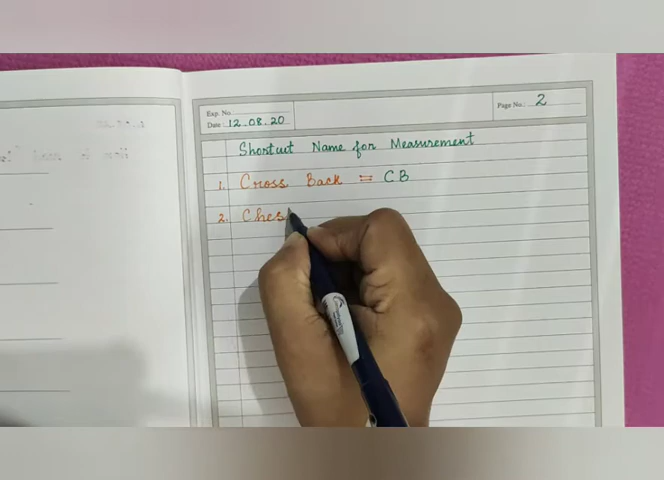 Exp. No.
Date : 12.08.20
Page No.: 2
Shortcut Name for Measurement
1. Cross Back = CB
2. Ches